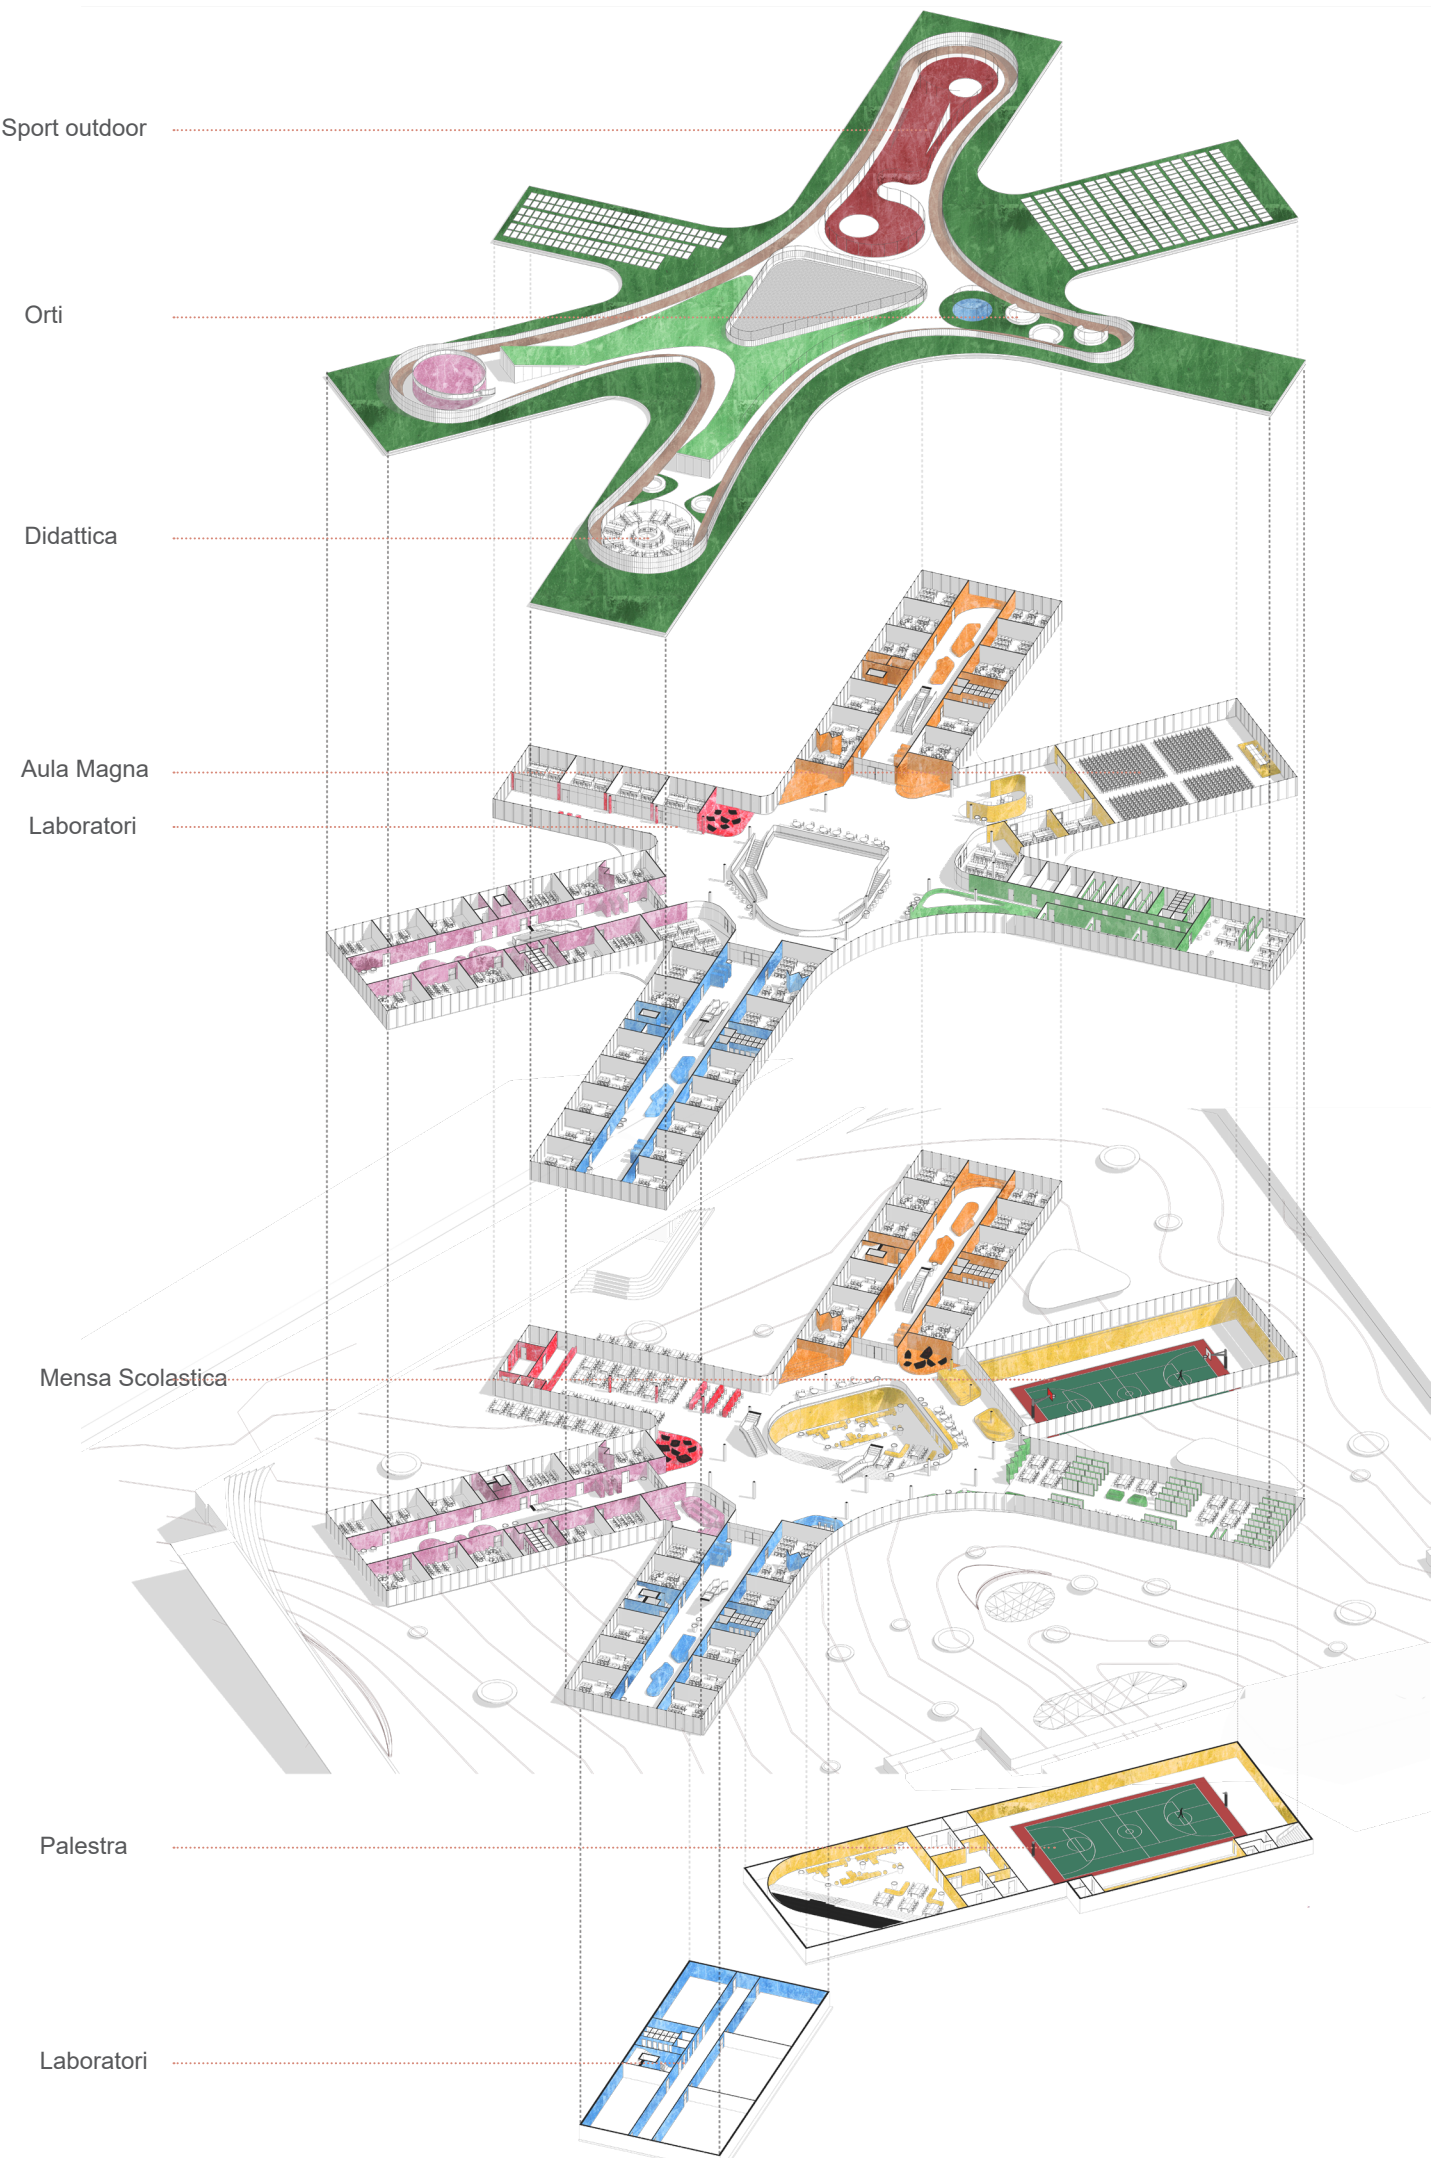 Sport outdoor
Orti
Didattica
Aula Magna
Laboratori
Mensa Scolastica
Palestra
Laboratori